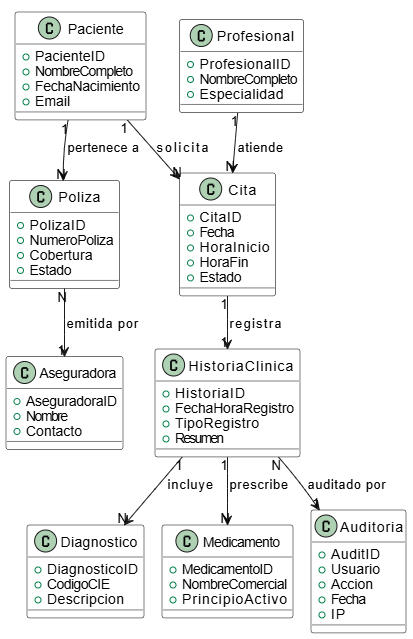 C Paciente
PacienteID
NombreCompleto
FechaNacimiento
Email
C Profesional
ProfesionalID
NombreCompleto
Especialidad
1
1
1
pertenece a
solicita
atiende
N
N
N
C Poliza
PolizaID
NumeroPoliza
Cobertura
Estado
C Cita
CitaID
Fecha
HoraInicio
HoraFin
Estado
N
emitida por
1
1
registra
1
C Aseguradora
AseguradoraID
Nombre
Contacto
C HistoriaClinica
HistoriaID
FechaHoraRegistro
TipoRegistro
Resumen
1
1
N
incluye
prescribe
auditado por
N
N
1
C Diagnostico
DiagnosticoID
CodigoCIE
Descripcion
C Medicamento
MedicamentoID
NombreComercial
PrincipioActivo
C Auditoria
AuditID
Usuario
Accion
Fecha
IP